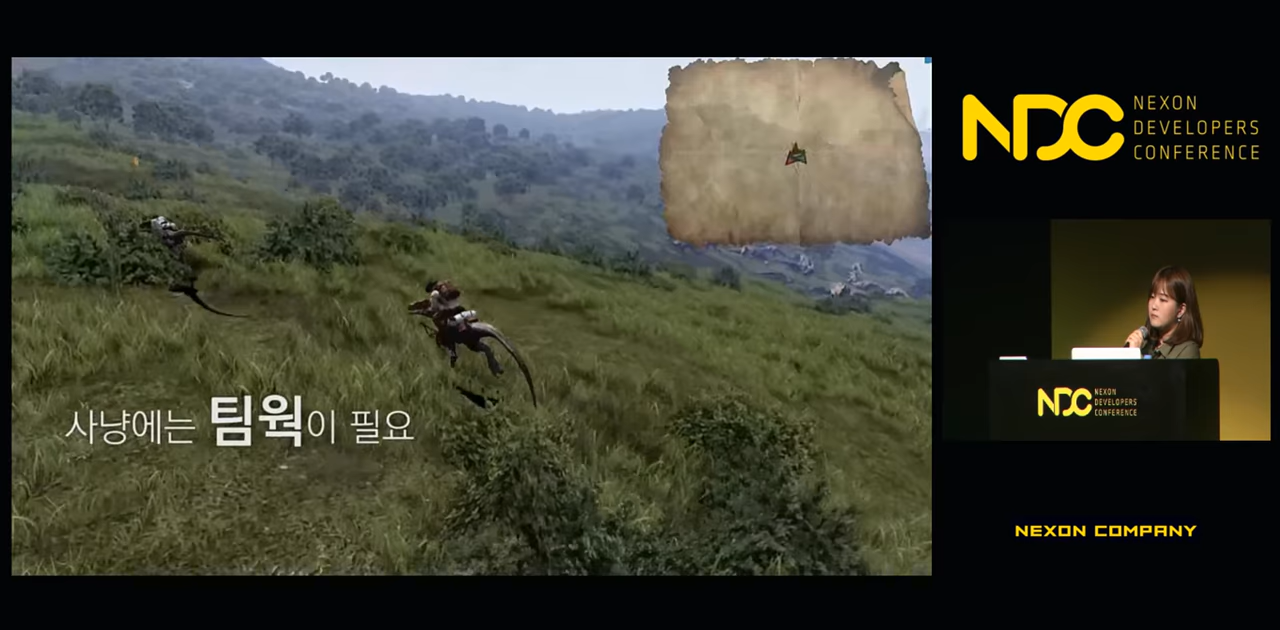 사냥에는 팀웍이 필요
NDC
NEXON
DEVELOPERS
CONFERENCE
NDC
NEXON
DEVELOPERS
CONFERENCE
NEXON COMPANY